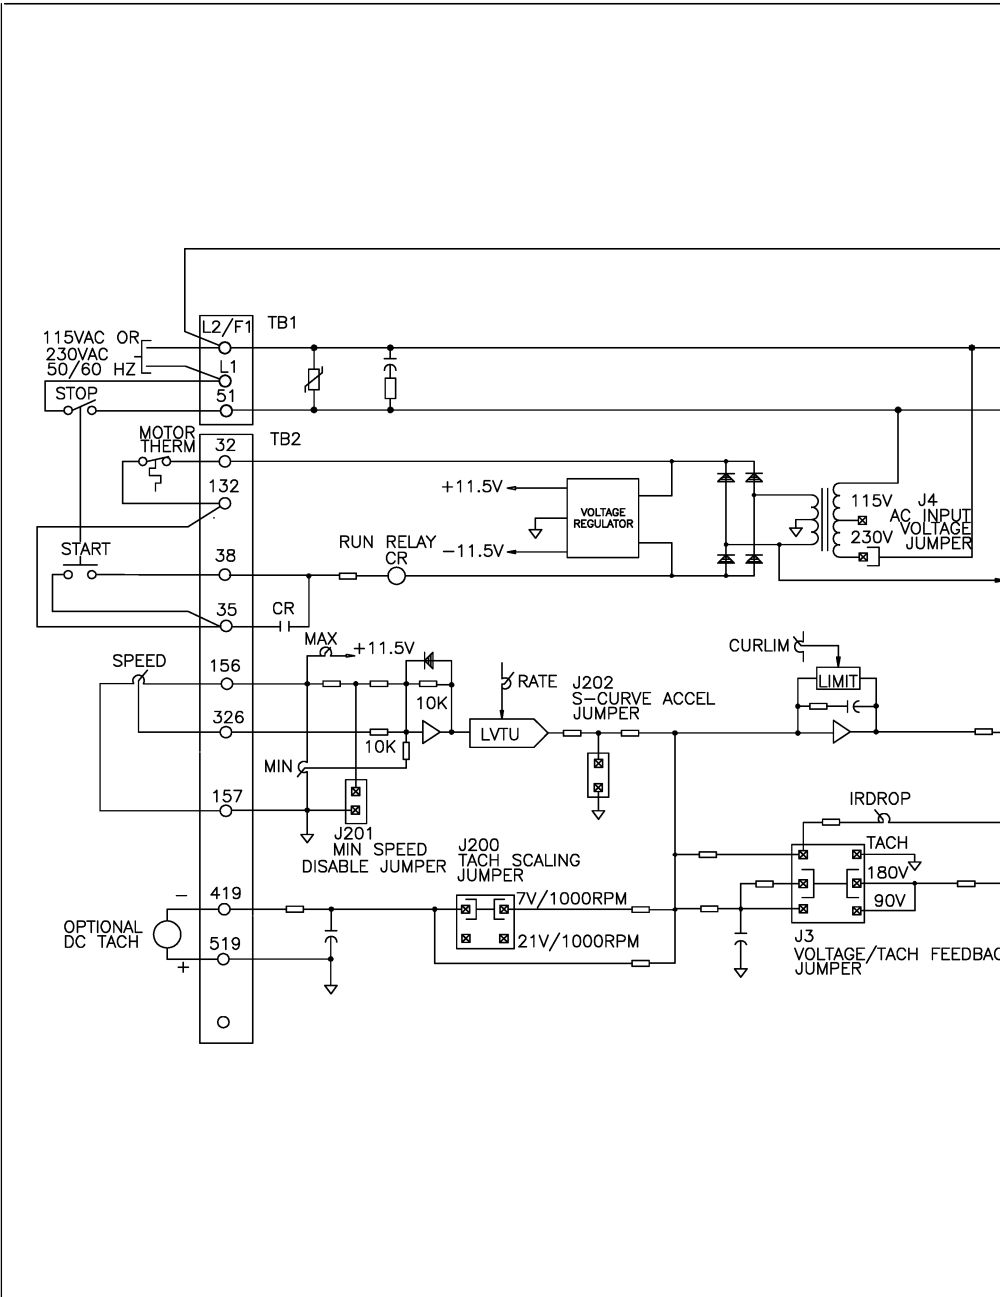 L2/F1
TB1
115VAC OR
230VAC
50/60 HZ
L1
51
STOP
TB2
MOTOR
THERM
32
132
+11.5V
VOLTAGE
REGULATOR
-11.5V
115V
J4
AC INPUT
VOLTAGE
JUMPER
230V
START
38
RUN RELAY
CR
35
CR
MAX
+11.5V
SPEED
156
10K
326
10K
MIN
RATE
LVTU
J202
S-CURVE ACCEL
JUMPER
CURLIM
LIMIT
157
J201
MIN SPEED
DISABLE JUMPER
J200
TACH SCALING
JUMPER
7V/1000RPM
21V/1000RPM
IRDROP
TACH
180V
90V
J3
VOLTAGE/TACH FEEDBAC
JUMPER
-
419
OPTIONAL
DC TACH
519
+